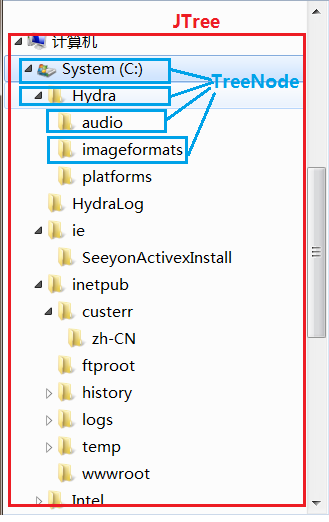 JTree
计算机
System (C:)
Hydra
TreeNode
audio
imageformats
platforms
HydraLog
ie
SeeyonActivexInstall
inetpub
custerr
zh-CN
ftproot
history
logs
temp
wwwroot
Intel